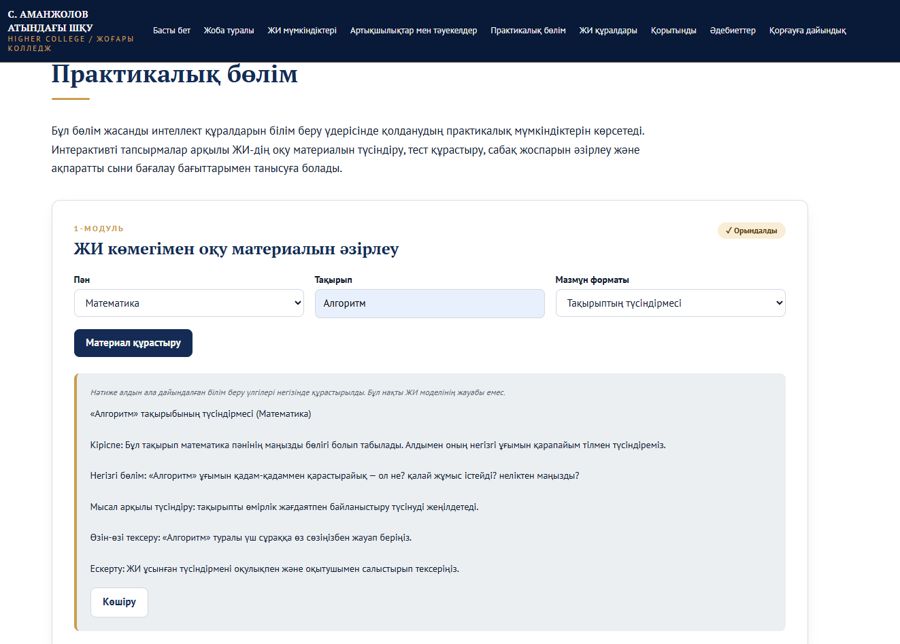 С. АМАНЖОЛОВ
АТЫНДАҒЫ ШҚУ
HIGHER COLLEGE / ЖОҒАРЫ
КОЛЛЕДЖ
Басты бет
Жоба туралы
ЖИ мүмкіндіктері
Артықшылықтар мен тәуекелдер
Практикалық бөлім
ЖИ құралдары
Қорытынды
Әдебиеттер
Қорғауға дайындық
Практикалық бөлім
Бұл бөлім жасанды интеллект құралдарын білім беру үдерісінде қолданудың практикалық мүмкіндіктерін көрсетеді.
Интерактивті тапсырмалар арқылы ЖИ-дің оқу материалын түсіндіру, тест құрастыру, сабақ жоспарын әзірлеу және
ақпаратты сыни бағалау бағыттарымен танысуға болады.
1-МОДУЛЬ
✓ Орындалды
ЖИ көмегімен оқу материалын әзірлеу
Пән
Тақырып
Мазмұн форматы
Математика
Алгоритм
Тақырыптың түсіндірмесі
Материал құрастыру
Нәтиже алдын ала дайындалған білім беру үлгілері негізінде құрастырылды. Бұл нақты ЖИ моделінің жауабы емес.
«Алгоритм» тақырыбының түсіндірмесі (Математика)
Кіріспе: Бұл тақырып математика пәнінің маңызды бөлігі болып табылады. Алдымен оның негізгі ұғымын қарапайым тілмен түсіндіреміз.
Негізгі бөлім: «Алгоритм» ұғымын қадам-қадаммен қарастырайық — ол не? қалай жұмыс істейді? неліктен маңызды?
Мысал арқылы түсіндіру: тақырыпты өмірлік жағдаятпен байланыстыру түсінуді жеңілдетеді.
Өзін-өзі тексеру: «Алгоритм» туралы үш сұраққа өз сөзіңізбен жауап беріңіз.
Ескерту: ЖИ ұсынған түсіндірмені оқулықпен және оқытушымен салыстырып тексеріңіз.
Көшіру